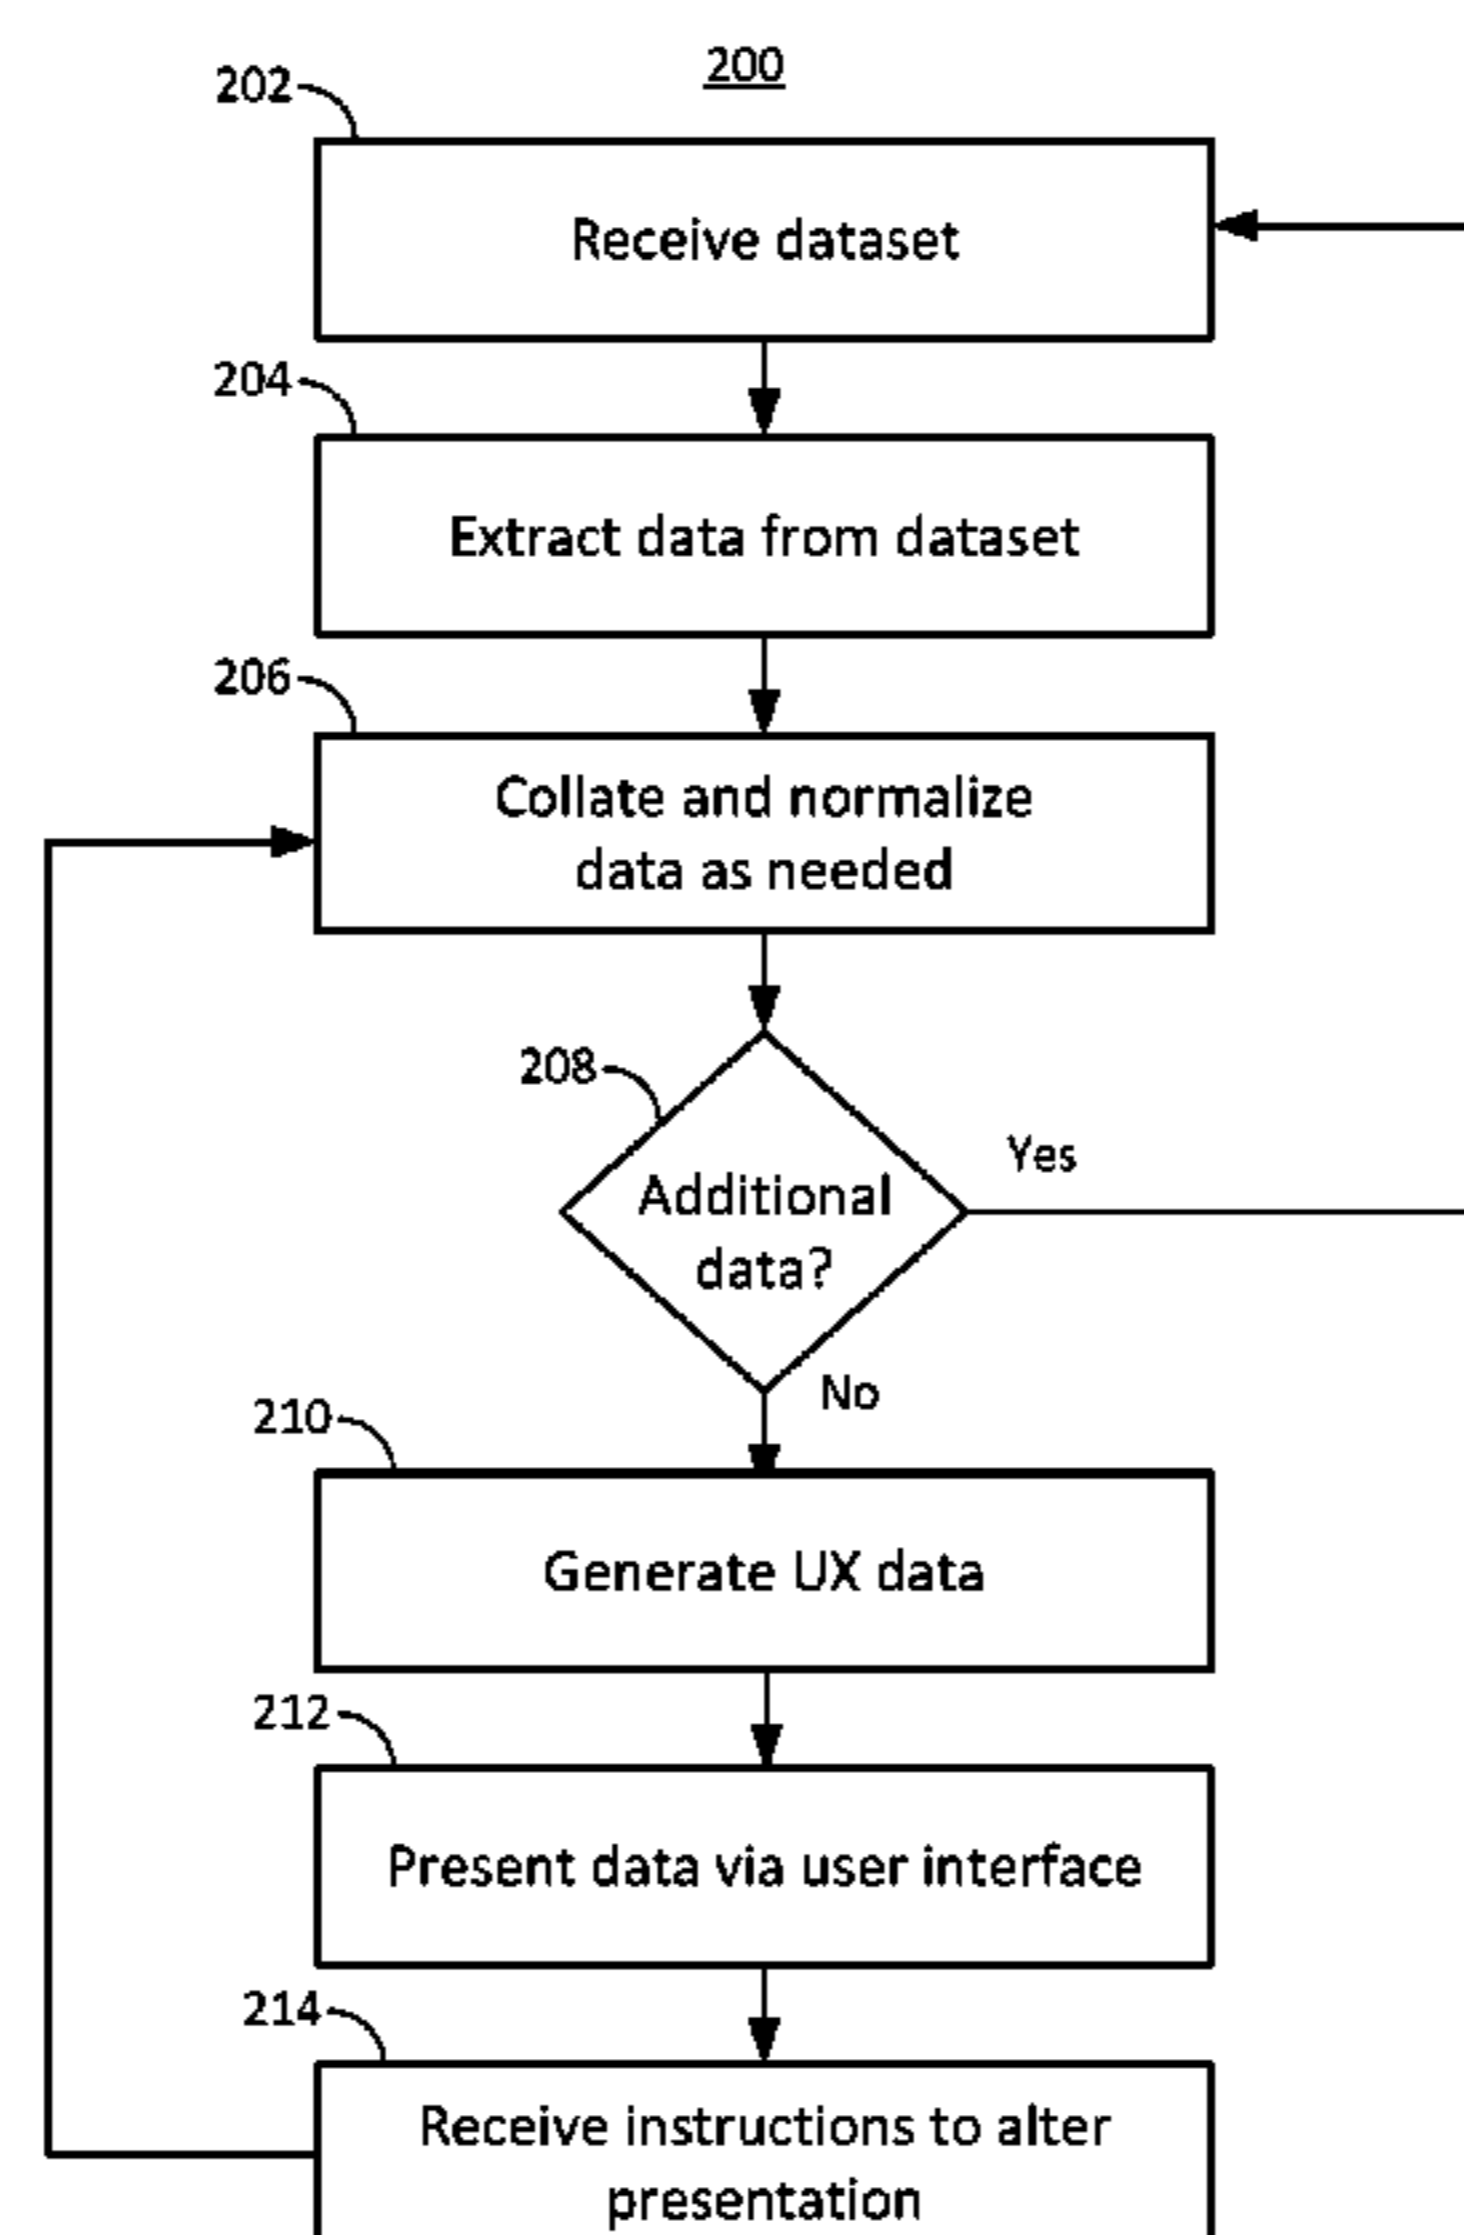 200
202
Receive dataset
204
Extract data from dataset
206
Collate and normalize
data as needed
208
Additional
data?
Yes
No
210
Generate UX data
212
Present data via user interface
214
Receive instructions to alter
presentation